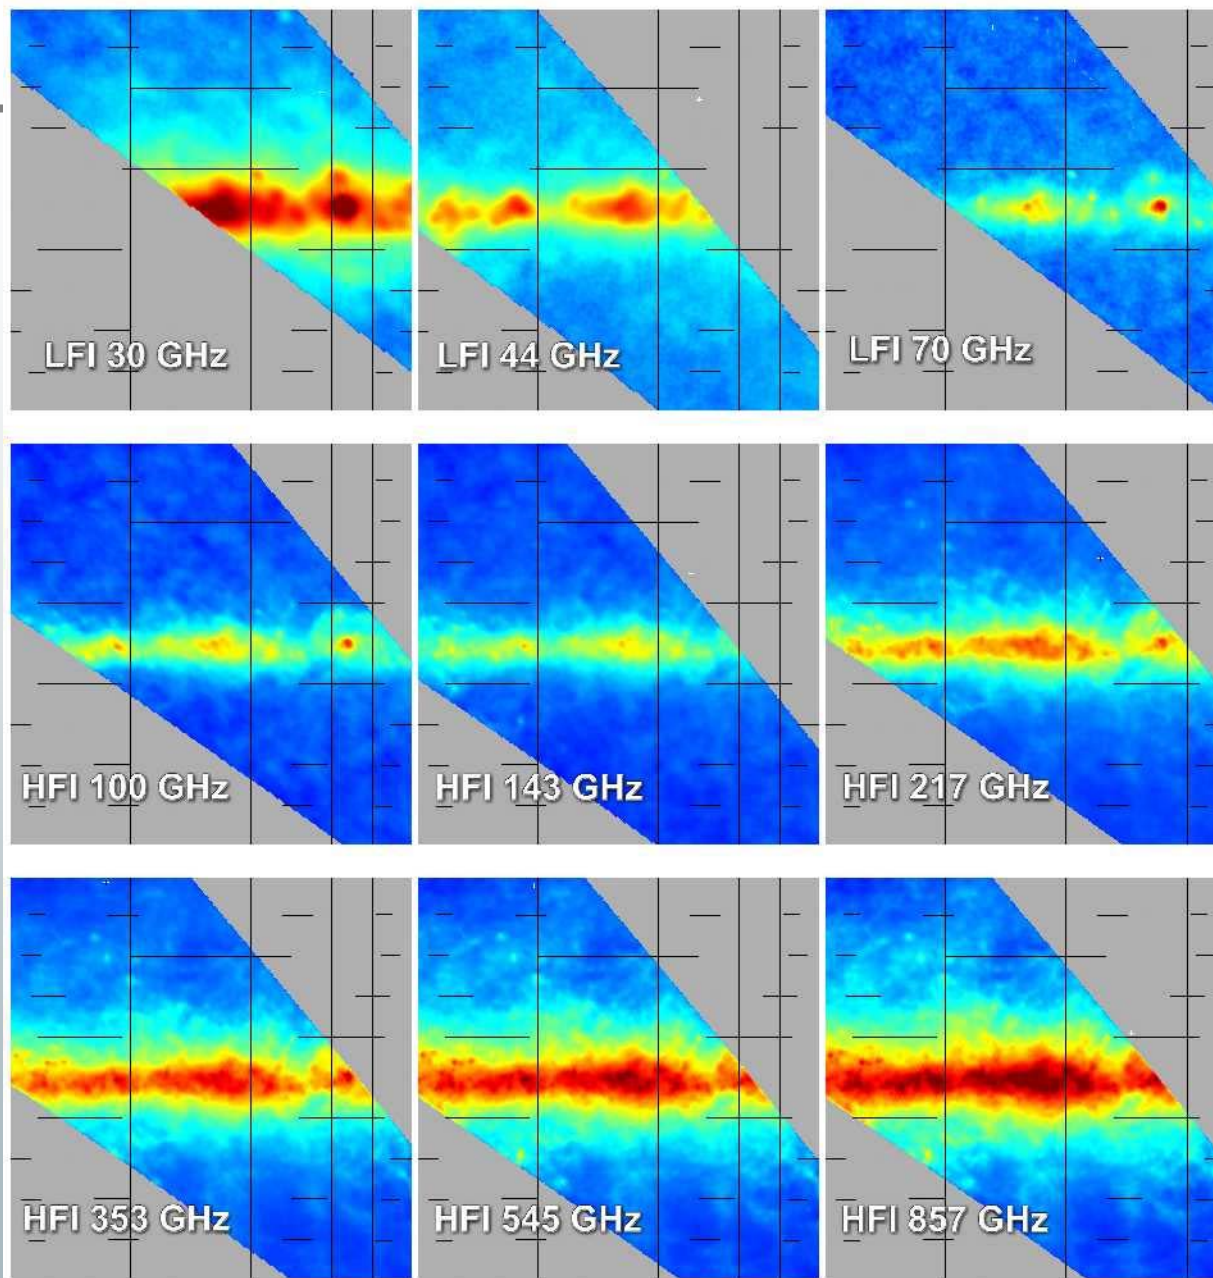 LFI 30 GHz
LFI 44 GHz
LFI 70 GHz
HFI 100 GHz
HFI 143 GHz
HFI 217 GHz
HFI 353 GHz
HFI 545 GHz
HFI 857 GHz